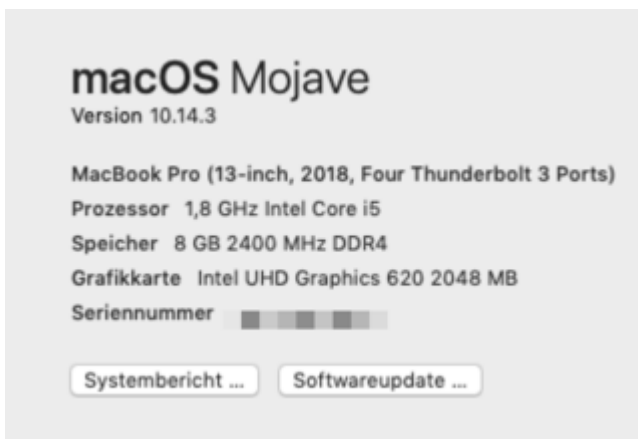 macOS Mojave
Version 10.14.3
MacBook Pro (13-inch, 2018, Four Thunderbolt 3 Ports)
Prozessor 1,8 GHz Intel Core i5
Speicher 8 GB 2400 MHz DDR4
Grafikkarte Intel UHD Graphics 620 2048 MB
Seriennummer
Systembericht ... Softwareupdate ...